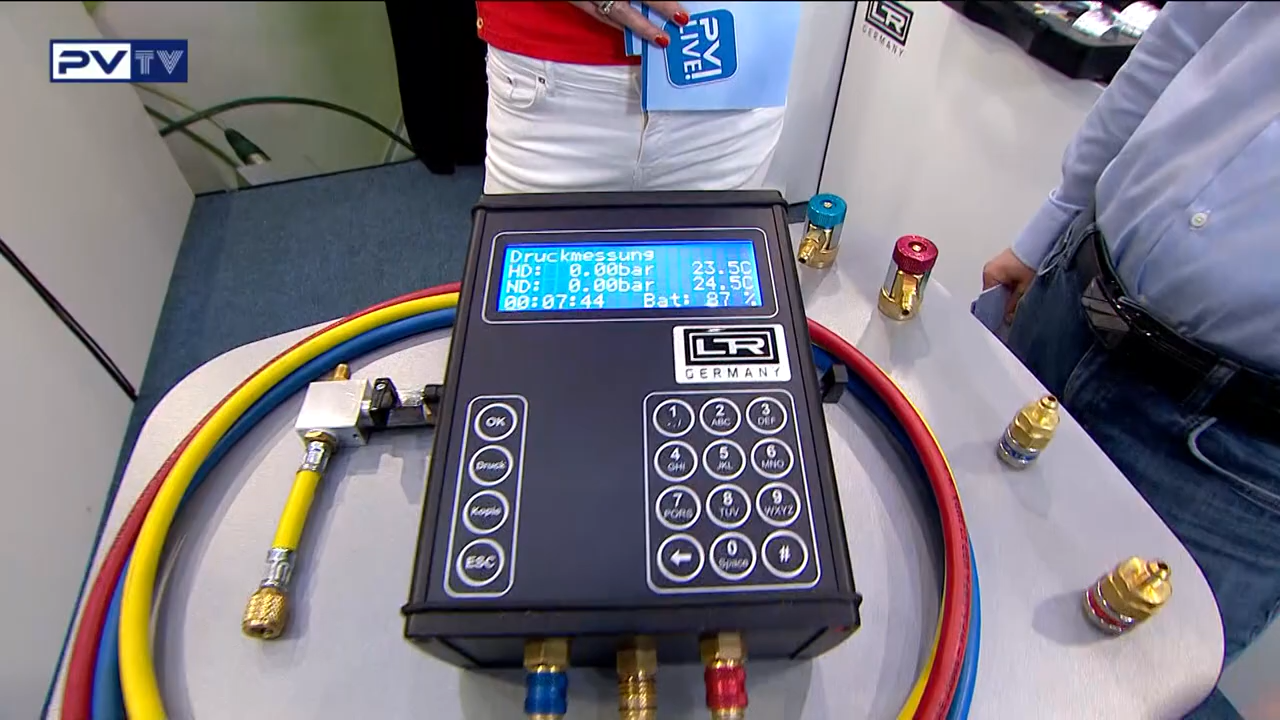 PVTV
PV!
LIVE!
LTR
GERMANY
Druckmessung
HD: 0.00bar 23.5C
ND: 0.00bar 24.5C
00:07:44 Bat: 87 %
LTR
GERMANY
OK
Druck
Kopie
ESC
1 .,/
2 ABC
3 DEF
4 GHI
5 JKL
6 MNO
7 PQRS
8 TUV
9 WXYZ
←
0 Space
#